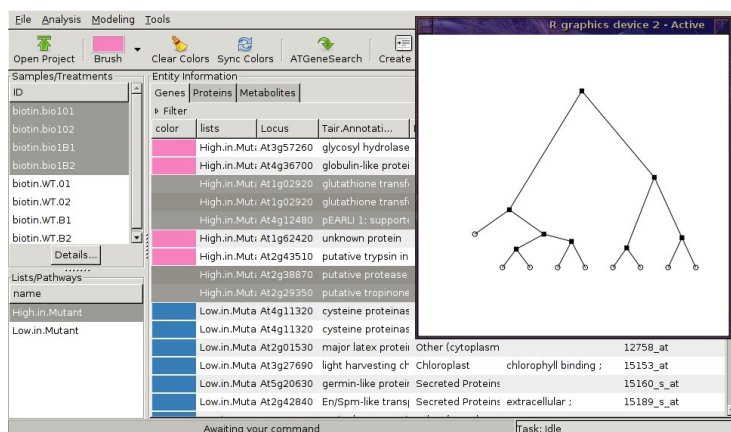 File Analysis Modeling Tools
R graphics device 2 - Active
Open Project Brush Clear Colors Sync Colors ATGeneSearch Create
Samples/Treatments
ID
biotin.bio101
biotin.bio102
biotin.bio1B1
biotin.bio1B2
biotin.WT.01
biotin.WT.02
biotin.WT.B1
biotin.WT.B2
Details...
Lists/Pathways
name
High.in.Mutant
Low.in.Mutant
Entity Information
Genes Proteins Metabolites
Filter
color lists Locus Tair.Annotati...
High.in.Muta At3g57260 glycosyl hydrolase
High.in.Muta At4g36700 globulin-like protei
High.in.Muta At1g02920 glutathione transf
High.in.Muta At1g02920 glutathione transf
High.in.Muta At4g12480 pEARLI 1; supporte
High.in.Muta At1g62420 unknown protein
High.in.Muta At2g43510 putative trypsin in
High.in.Muta At2g38870 putative protease
High.in.Muta At2g29350 putative tropinone
Low.in.Muta At4g11320 cysteine proteinas
Low.in.Muta At4g11320 cysteine proteinas
Low.in.Muta At2g01530 major latex protei Other (cytoplasm 12758_at
Low.in.Muta At3g27690 light harvesting ch Chloroplast chlorophyll binding ; 15153_at
Low.in.Muta At5g20630 germin-like protei Secreted Proteins 15160_s_at
Low.in.Muta At2g42840 En/Spm-like trans Secreted Proteins extracellular ; 15189_s_at
Awaiting your command Task: Idle